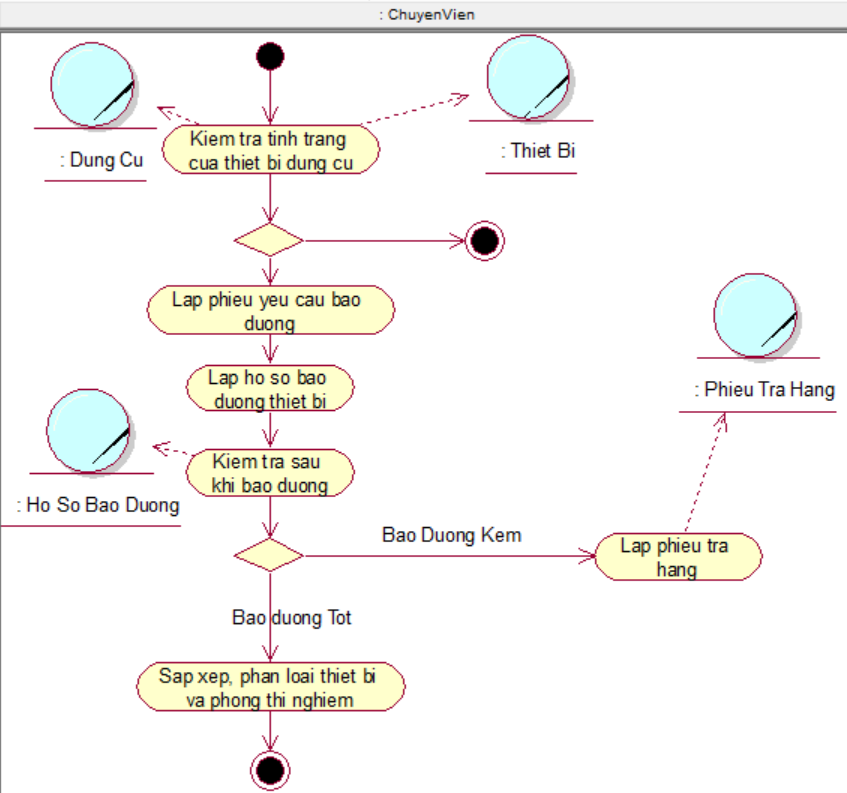 : ChuyenVien
Kiem tra tinh trang
cua thiet bi dung cu
: Dung Cu
: Thiet Bi
Lap phieu yeu cau bao
duong
Lap ho so bao
duong thiet bi
: Phieu Tra Hang
Kiem tra sau
khi bao duong
: Ho So Bao Duong
Bao Duong Kem
Lap phieu tra
hang
Bao duong Tot
Sap xep, phan loai thiet bi
va phong thi nghiem